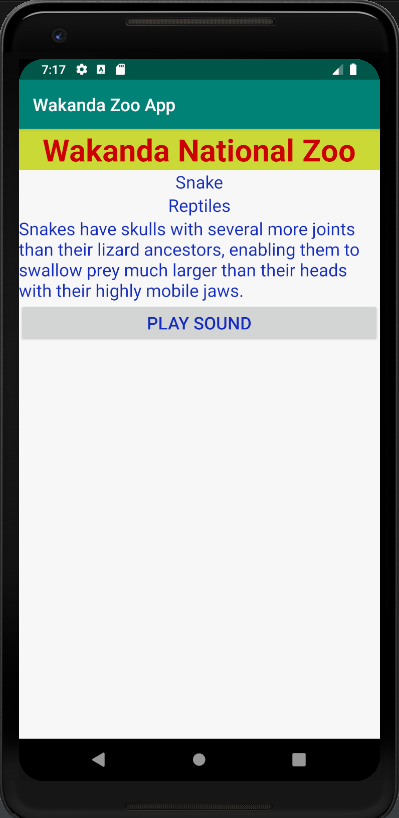 7:17
Wakanda Zoo App
Wakanda National Zoo
Snake
Reptiles
Snakes have skulls with several more joints
than their lizard ancestors, enabling them to
swallow prey much larger than their heads
with their highly mobile jaws.
PLAY SOUND